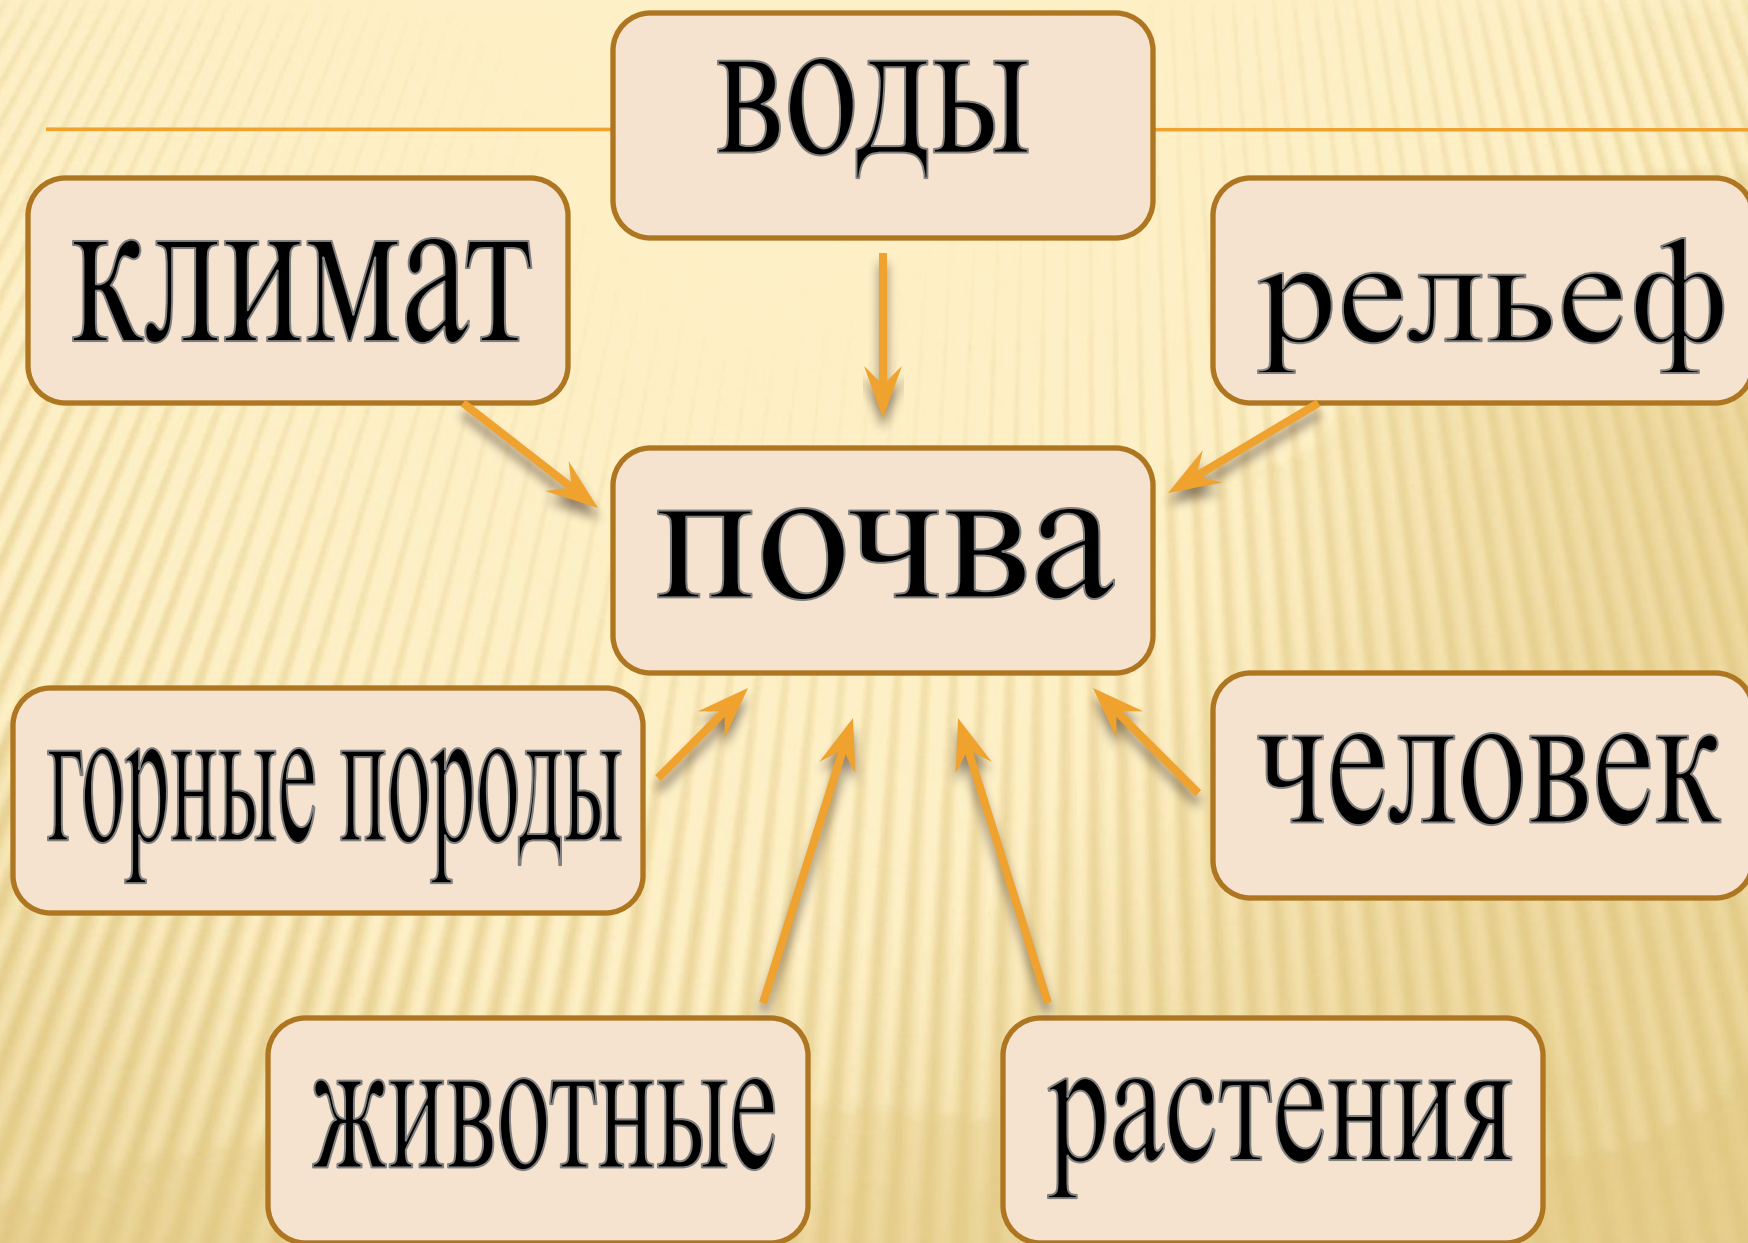 воды
климат
рельеф
почва
горные породы
человек
животные
растения